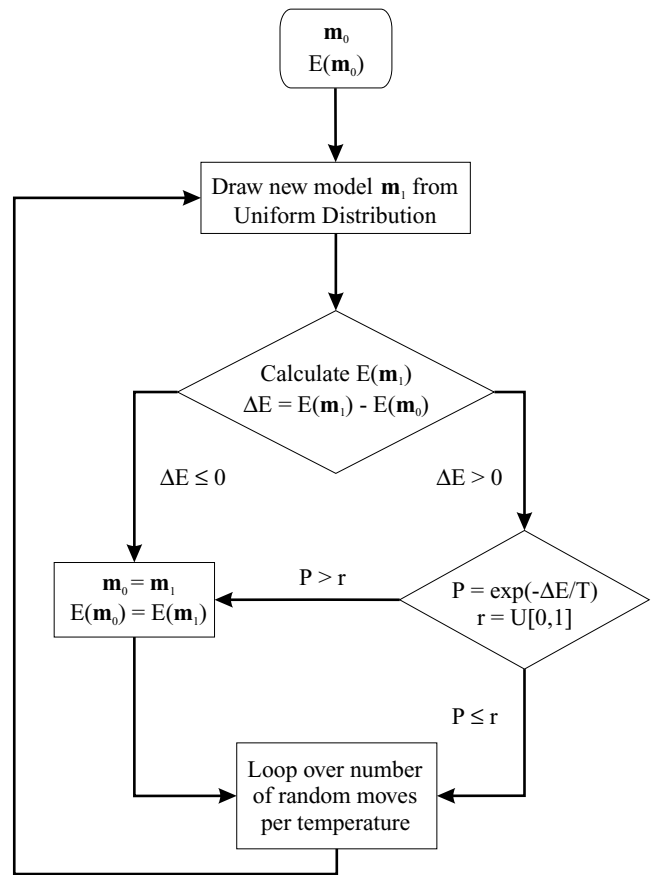 m₀
E(m₀)
Draw new model m₁ from
Uniform Distribution
Calculate E(m₁)
ΔE = E(m₁) - E(m₀)
ΔE ≤ 0
ΔE > 0
m₀ = m₁
E(m₀) = E(m₁)
P > r
P = exp(-ΔE/T)
r = U[0,1]
P ≤ r
Loop over number
of random moves
per temperature